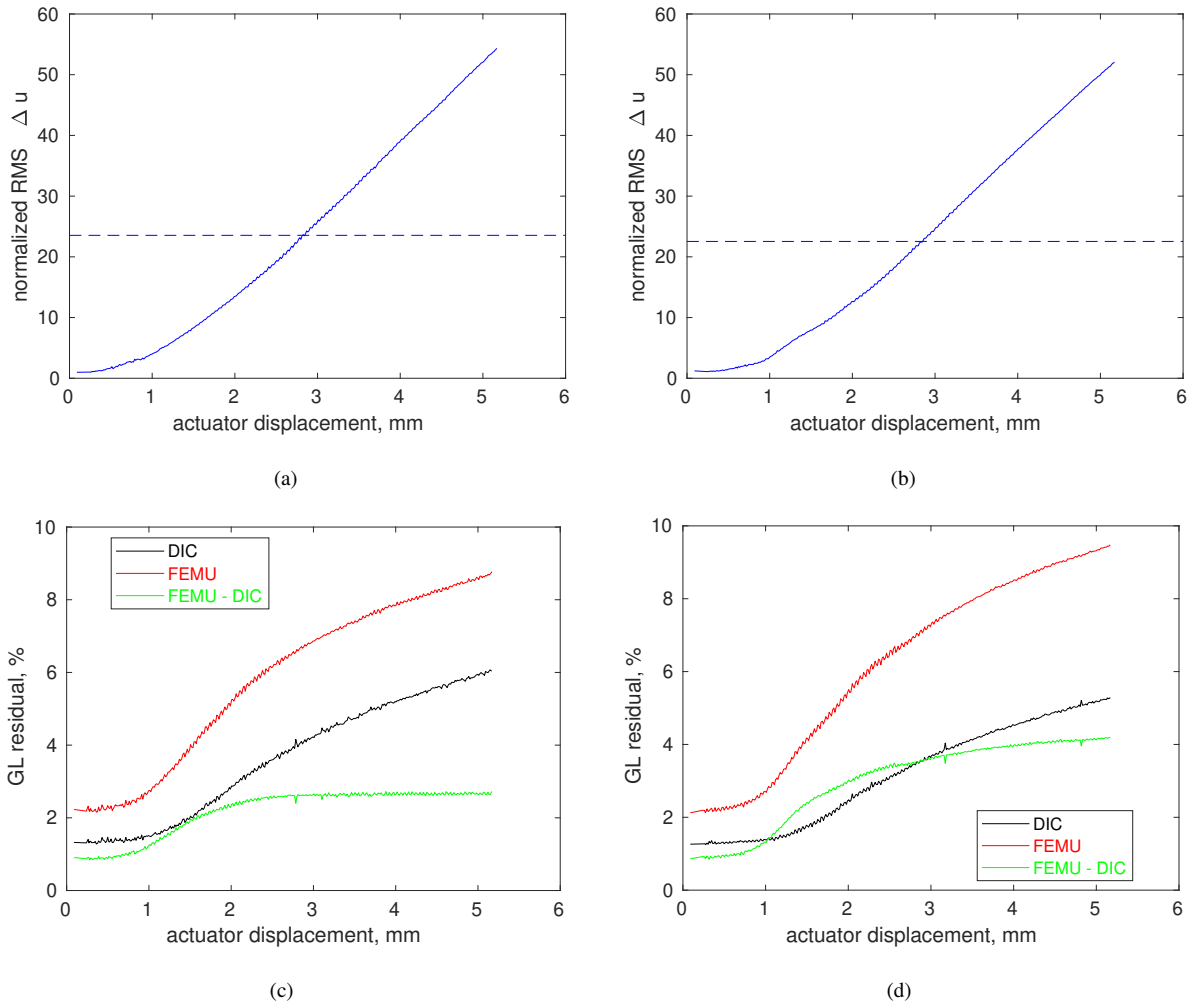 60
50
40
30
20
10
0
normalized RMS Δ u
0 1 2 3 4 5 6
actuator displacement, mm
(a)
60
50
40
30
20
10
0
normalized RMS Δ u
0 1 2 3 4 5 6
actuator displacement, mm
(b)
10
8
6
4
2
0
GL residual, %
DIC
FEMU
FEMU - DIC
0 1 2 3 4 5 6
actuator displacement, mm
(c)
10
8
6
4
2
0
GL residual, %
DIC
FEMU
FEMU - DIC
0 1 2 3 4 5 6
actuator displacement, mm
(d)